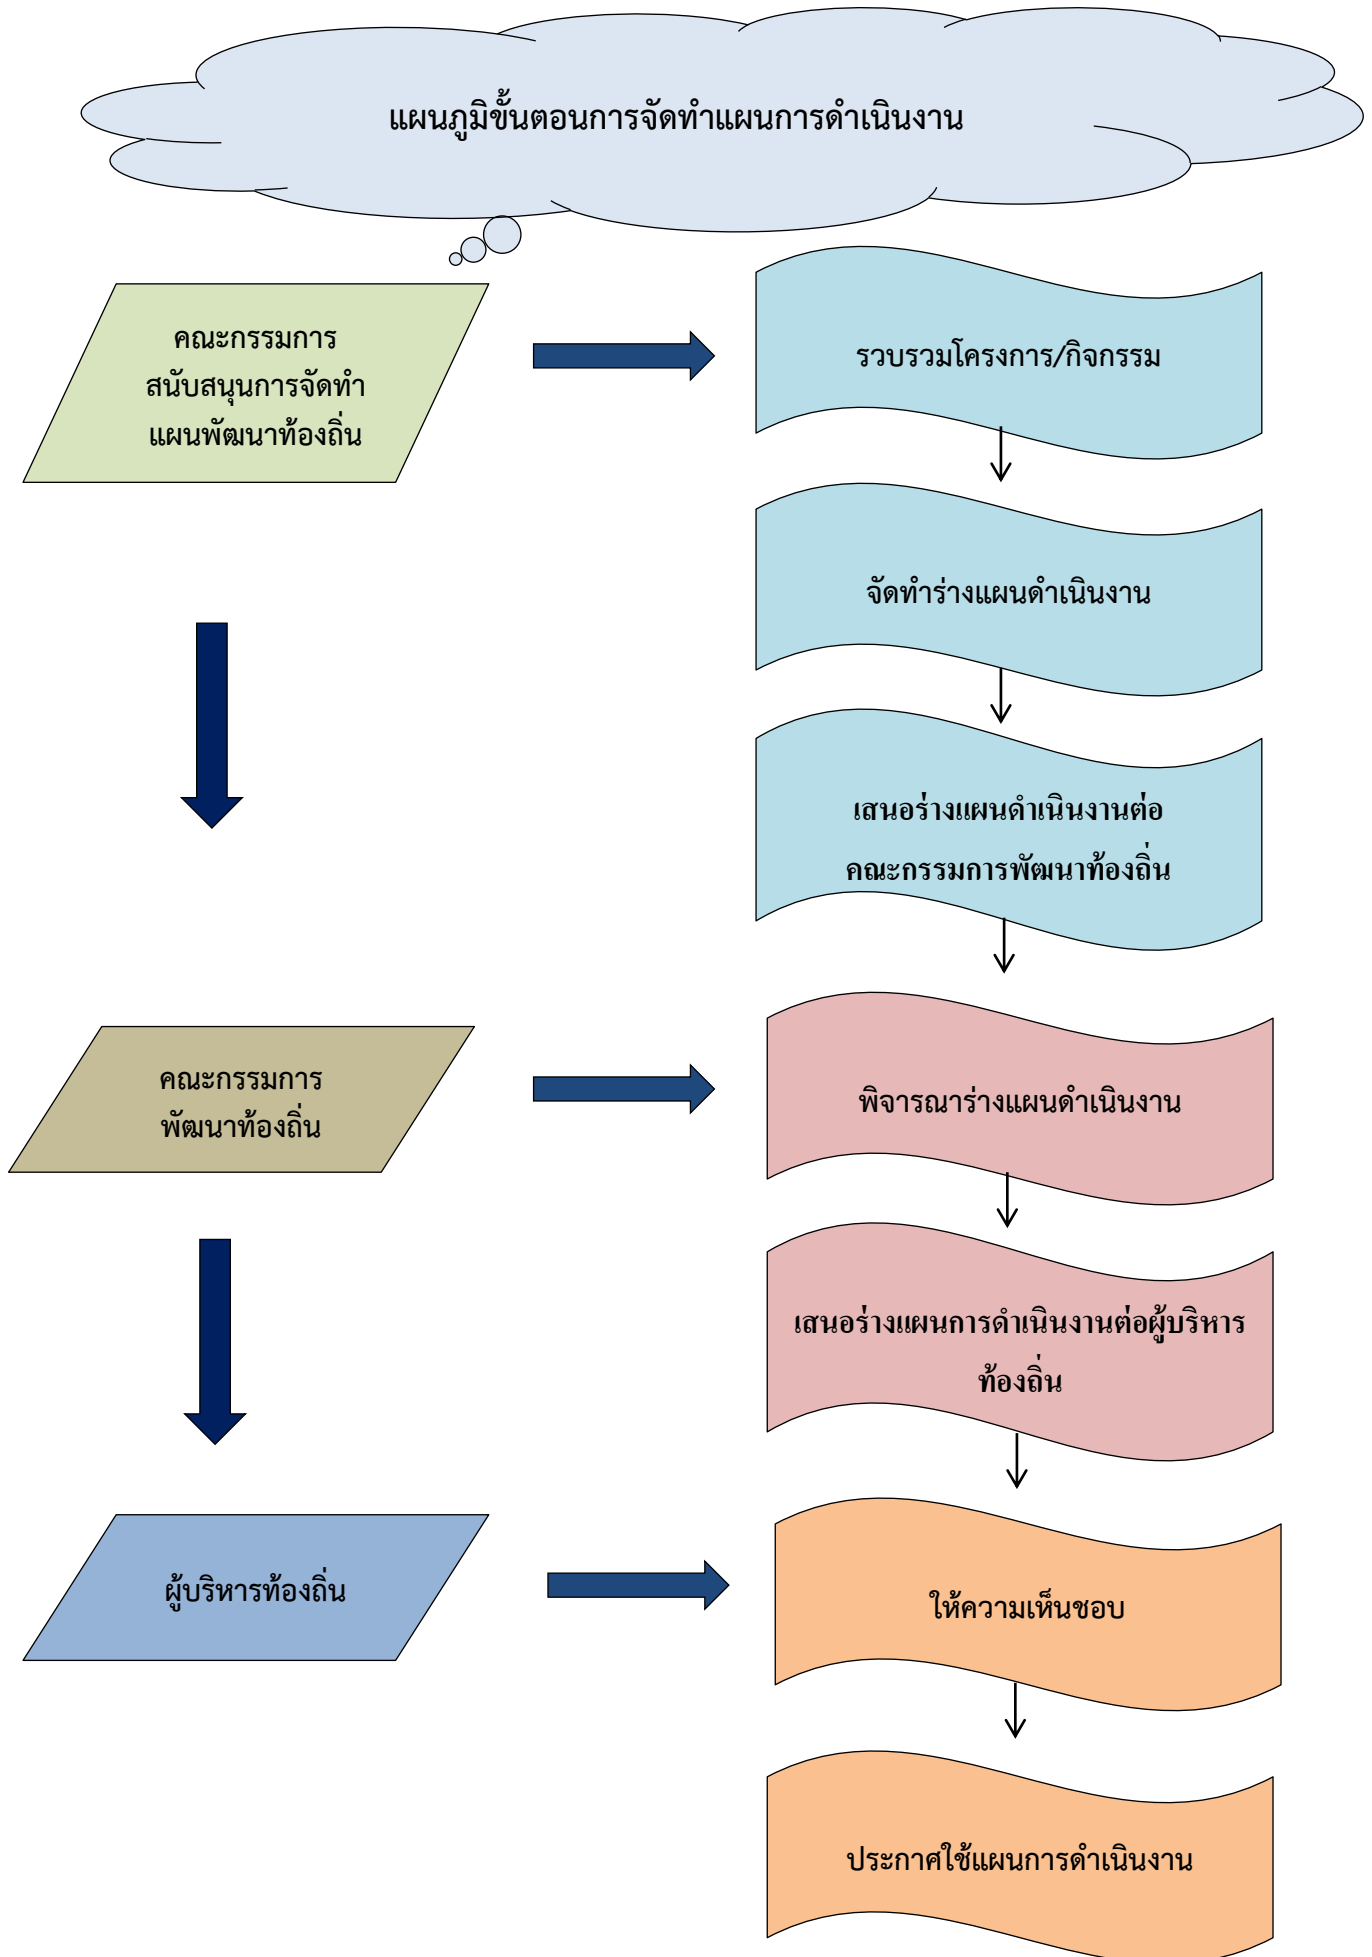 แผนภูมิขั้นตอนการจัดทำแผนการดำเนินงาน
คณะกรรมการ
สนับสนุนการจัดทำ
แผนพัฒนาท้องถิ่น
รวบรวมโครงการ/กิจกรรม
จัดทำร่างแผนดำเนินงาน
เสนอร่างแผนดำเนินงานต่อ
คณะกรรมการพัฒนาท้องถิ่น
คณะกรรมการ
พัฒนาท้องถิ่น
พิจารณาร่างแผนดำเนินงาน
เสนอร่างแผนการดำเนินงานต่อผู้บริหาร
ท้องถิ่น
ผู้บริหารท้องถิ่น
ให้ความเห็นชอบ
ประกาศใช้แผนการดำเนินงาน